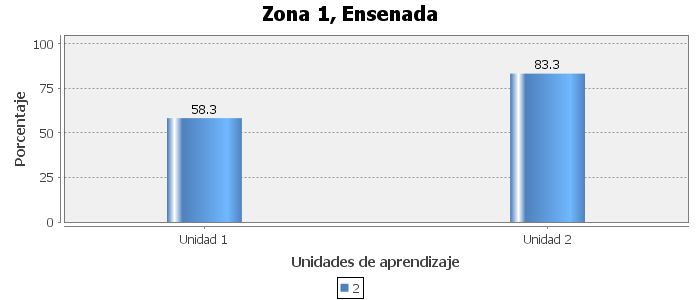 Zona 1, Ensenada
100
75
50
25
0
Porcentaje
58.3
83.3
Unidad 1
Unidad 2
Unidades de aprendizaje
2